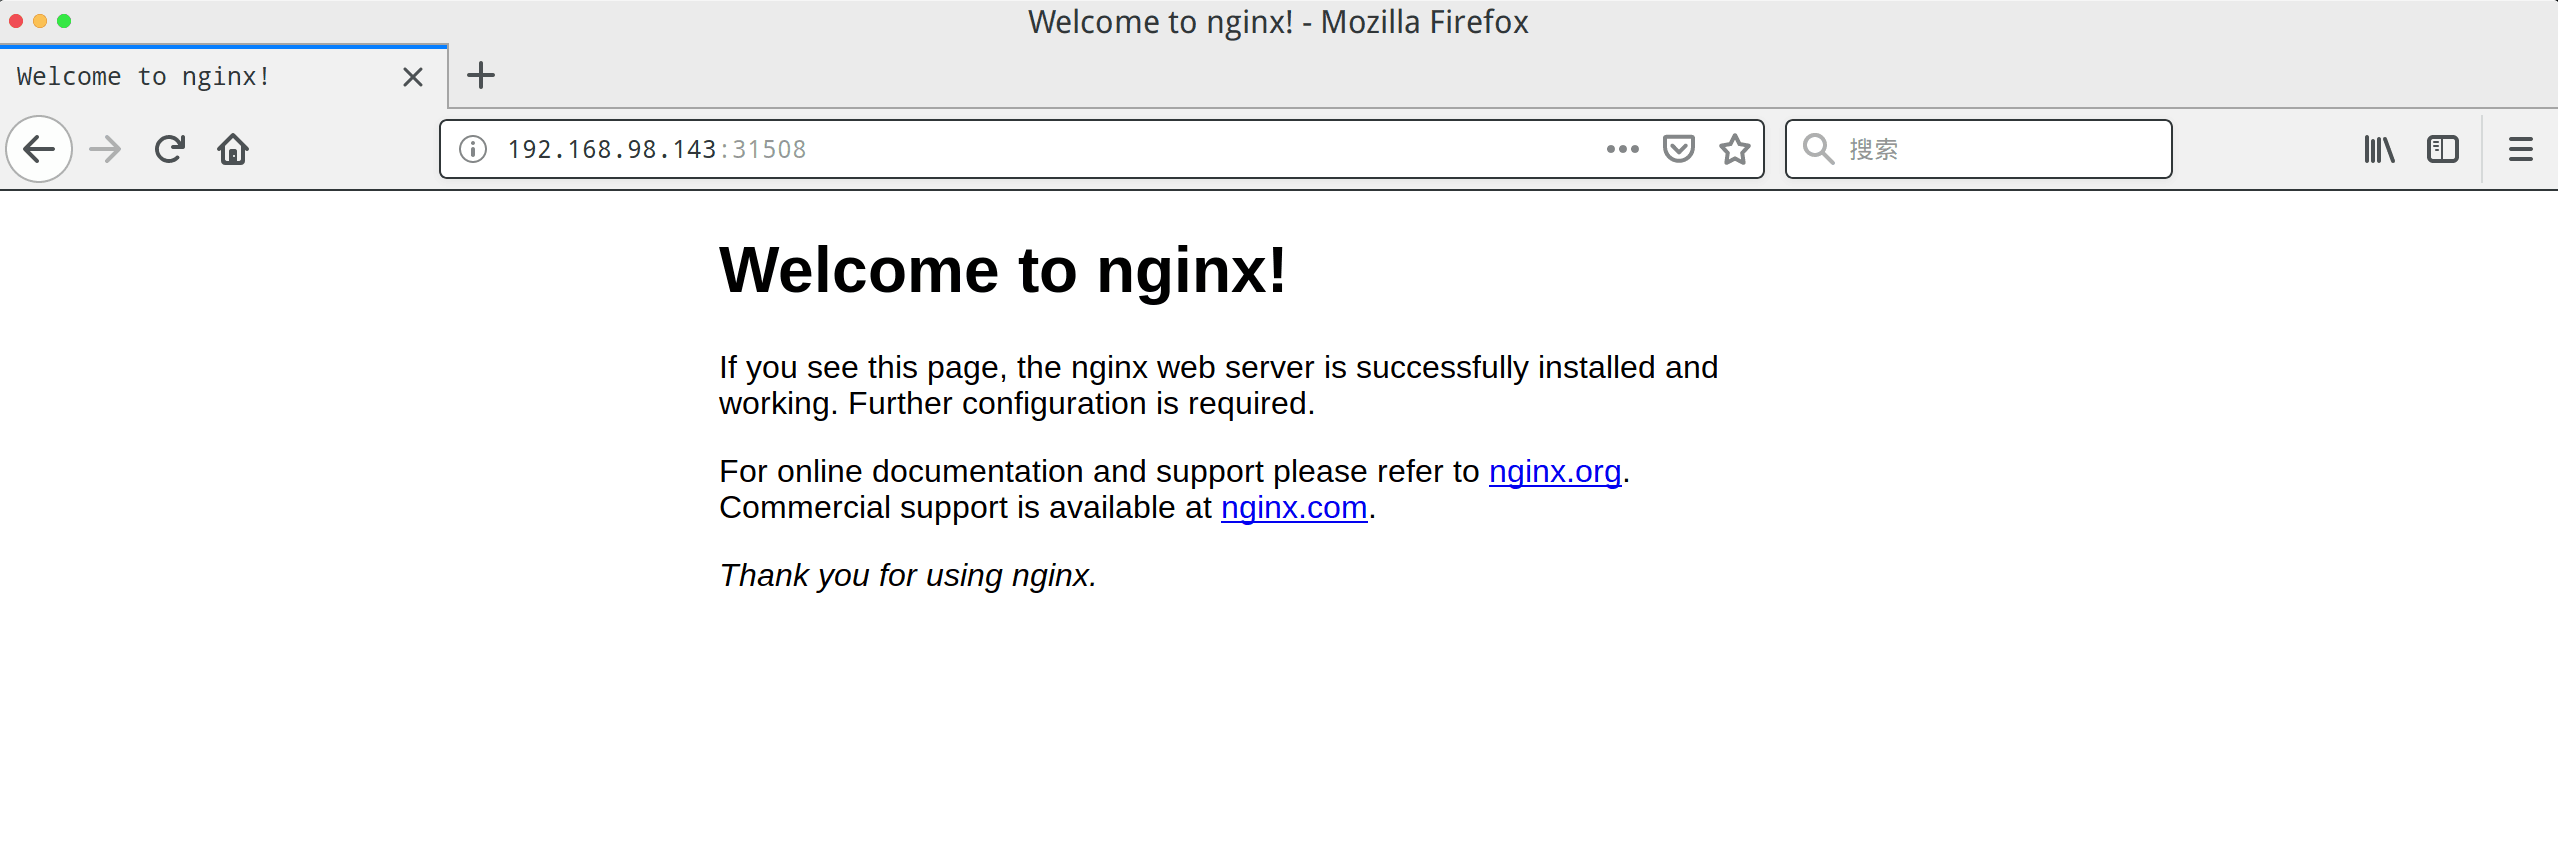 Welcome to nginx! - Mozilla Firefox
Welcome to nginx!
192.168.98.143:31508
搜索
Welcome to nginx!
If you see this page, the nginx web server is successfully installed and
working. Further configuration is required.
For online documentation and support please refer to nginx.org.
Commercial support is available at nginx.com.
Thank you for using nginx.